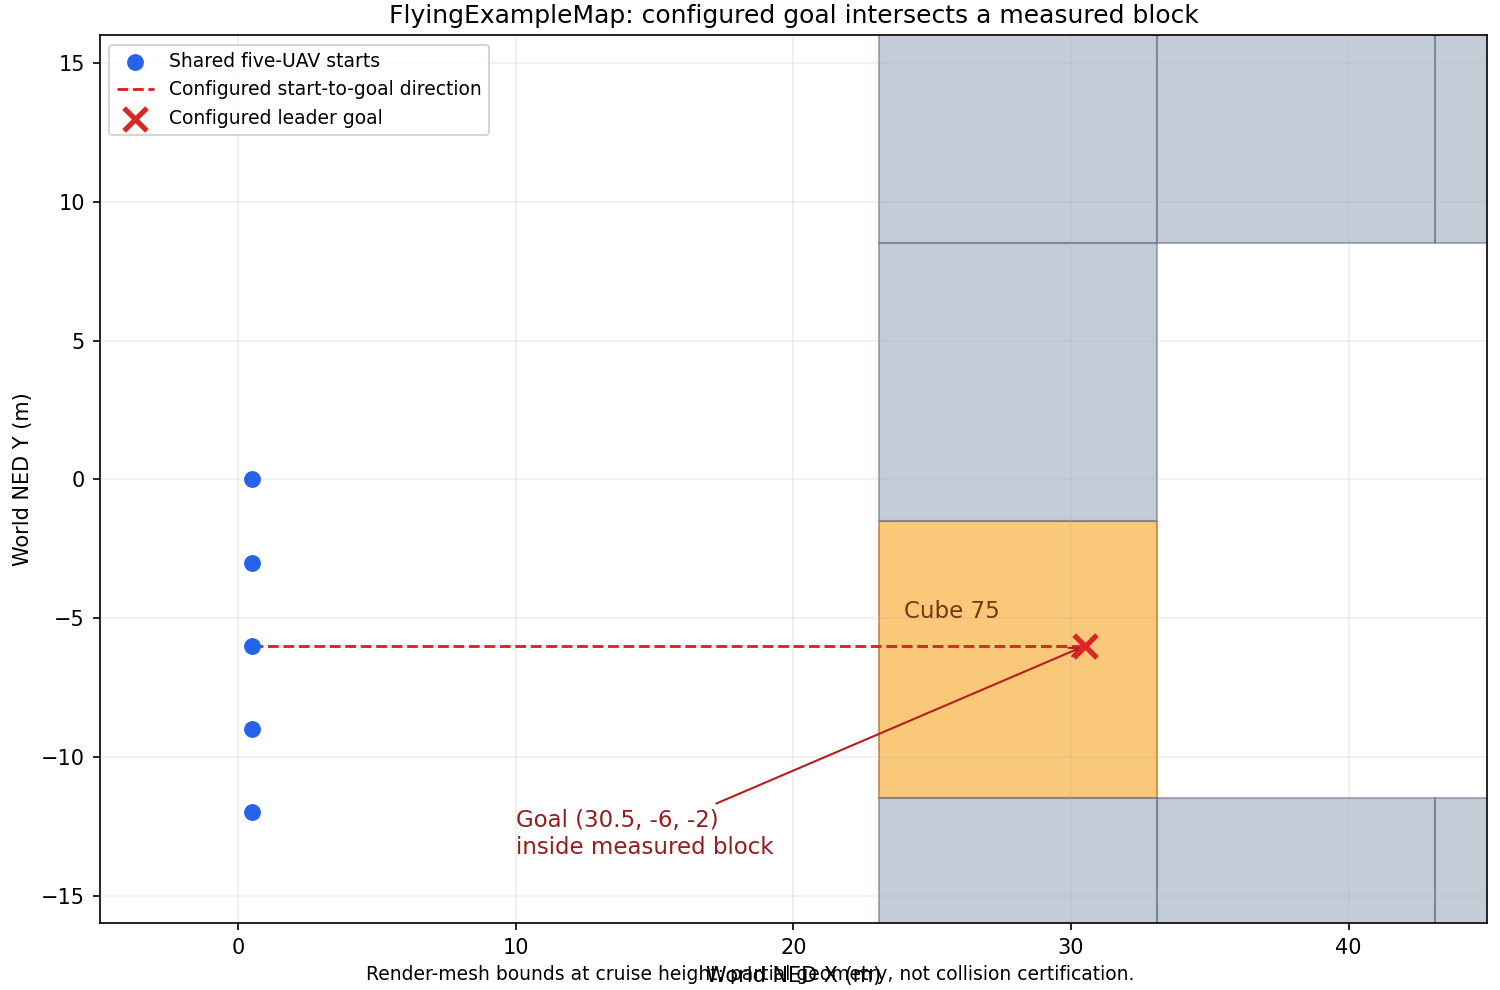 FlyingExampleMap: configured goal intersects a measured block
Shared five-UAV starts
Configured start-to-goal direction
Configured leader goal
World NED Y (m)
15
10
5
0
−5
−10
−15
Cube 75
Goal (30.5, -6, -2)
inside measured block
0
10
20
30
40
World NED X (m)
Render-mesh bounds at cruise height; partial geometry, not collision certification.